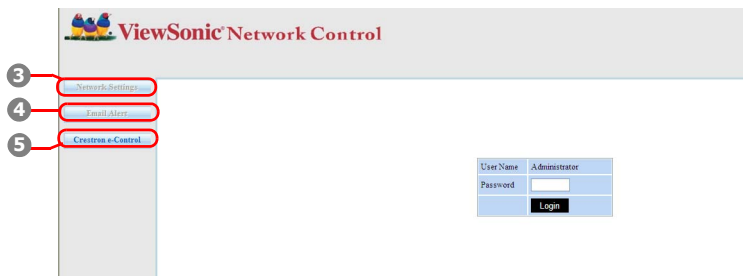 ViewSonic® Network Control
3
Network Settings
4
Email Alert
5
Crestron e-Control
User Name Administrator
Password
Login